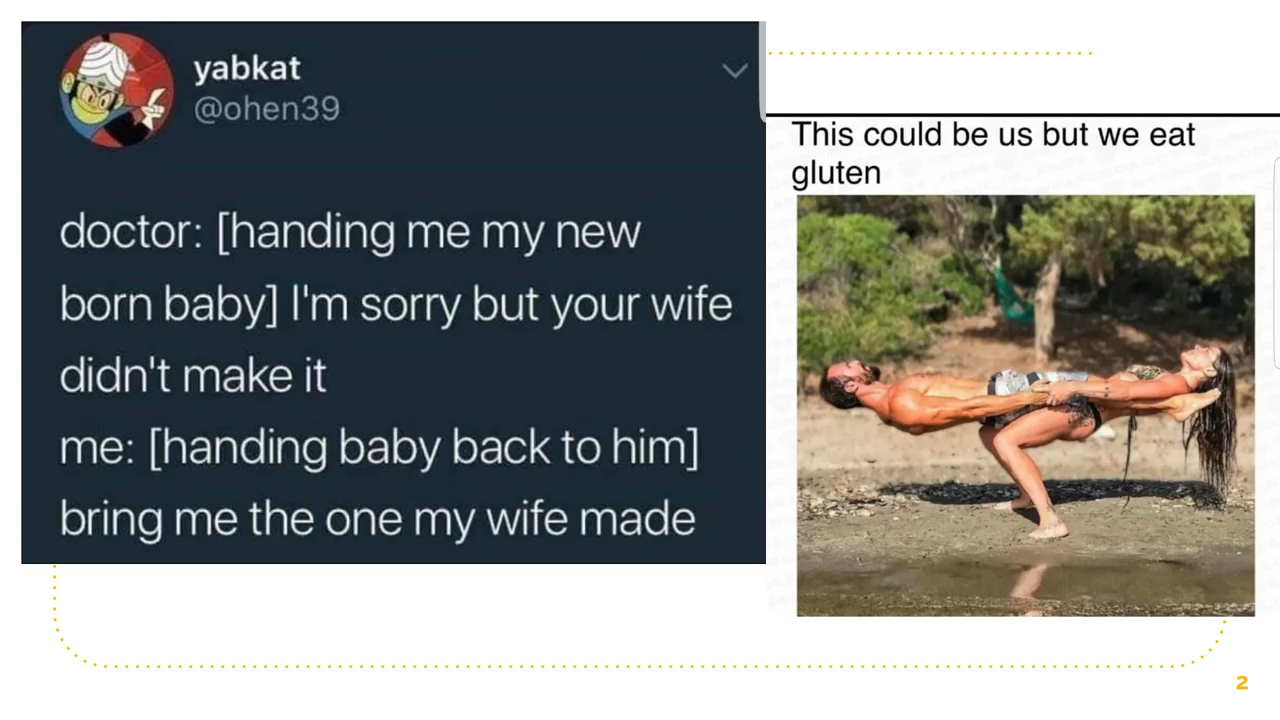 yabkat
@ohen39
doctor: [handing me my new
born baby] I'm sorry but your wife
didn't make it
me: [handing baby back to him]
bring me the one my wife made
This could be us but we eat
gluten
2